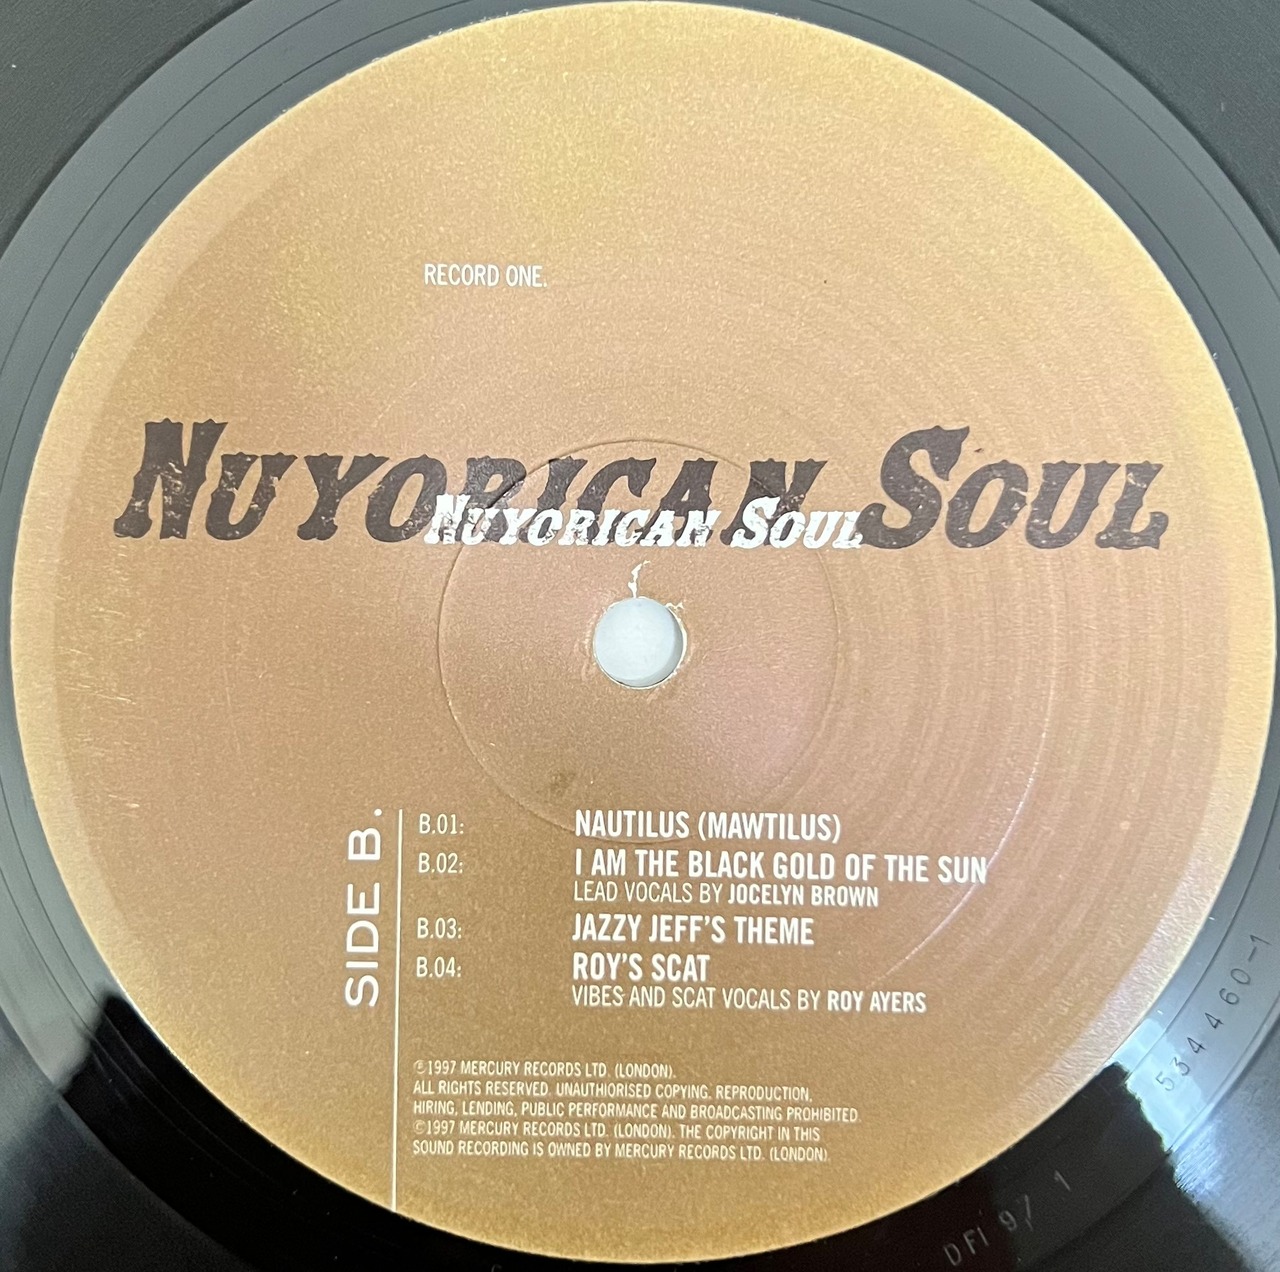 RECORD ONE.
NUYORICAN SOUL
NUYORICAN SOUL
SIDE B.
B.01: NAUTILUS (MAWTILUS)
B.02: I AM THE BLACK GOLD OF THE SUN
LEAD VOCALS BY JOCELYN BROWN
B.03: JAZZY JEFF'S THEME
B.04: ROY'S SCAT
VIBES AND SCAT VOCALS BY ROY AYERS
℗1997 MERCURY RECORDS LTD. (LONDON).
ALL RIGHTS RESERVED. UNAUTHIORISED COPYING, REPRODUCTION,
HIRING, LENDING, PUBLIC PERFORMANCE AND BROADCASTING PROHIBITED.
©1997 MERCURY RECORDS LTD. (LONDON). THE COPYRIGHT IN THIS
SOUND RECORDING IS OWNED BY MERCURY RECORDS LTD. (LONDON).
534 460-1
DFI 97 1